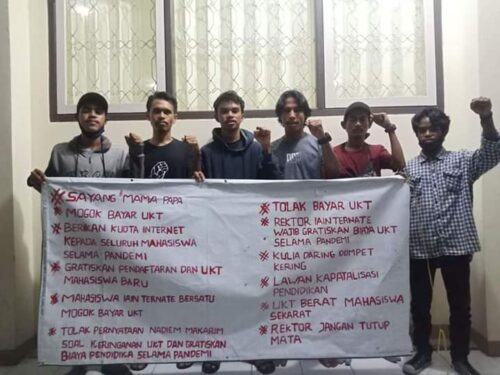 SAYANG "MAMA PAPA
MOGOK BAYAR UKT
BERIKAN KUOTA INTERNET
KEPADA SELURUH MAHASISWA
SELAMA PANDEMI
GRATISKAN PENDAFTARAN DAN UKT
MAHASISWA BARU
MAHASISWA IAIN TERNATE BERSATU
MOGOK BAYAR UKT
TOLAK PERNYATAAN NADIEM MAKARIM
SOAL KERINGANAN UKT DAN GRATISKAN
BIAYA PENDIDIKA SELAMA PANDEMI
TOLAK BAYAR UKT
REKTOR IAIN TERNATE
WAJIB GRATISKAN BIAYA UKT
SELAMA PANDEMI
KULIA DARING DOMPET
KERING
LAWAN KAPATALISASI
PENDIDIKAN
UKT BERAT MAHASISWA
SEKARAT
REKTOR JANGAN TUTUP
MATA